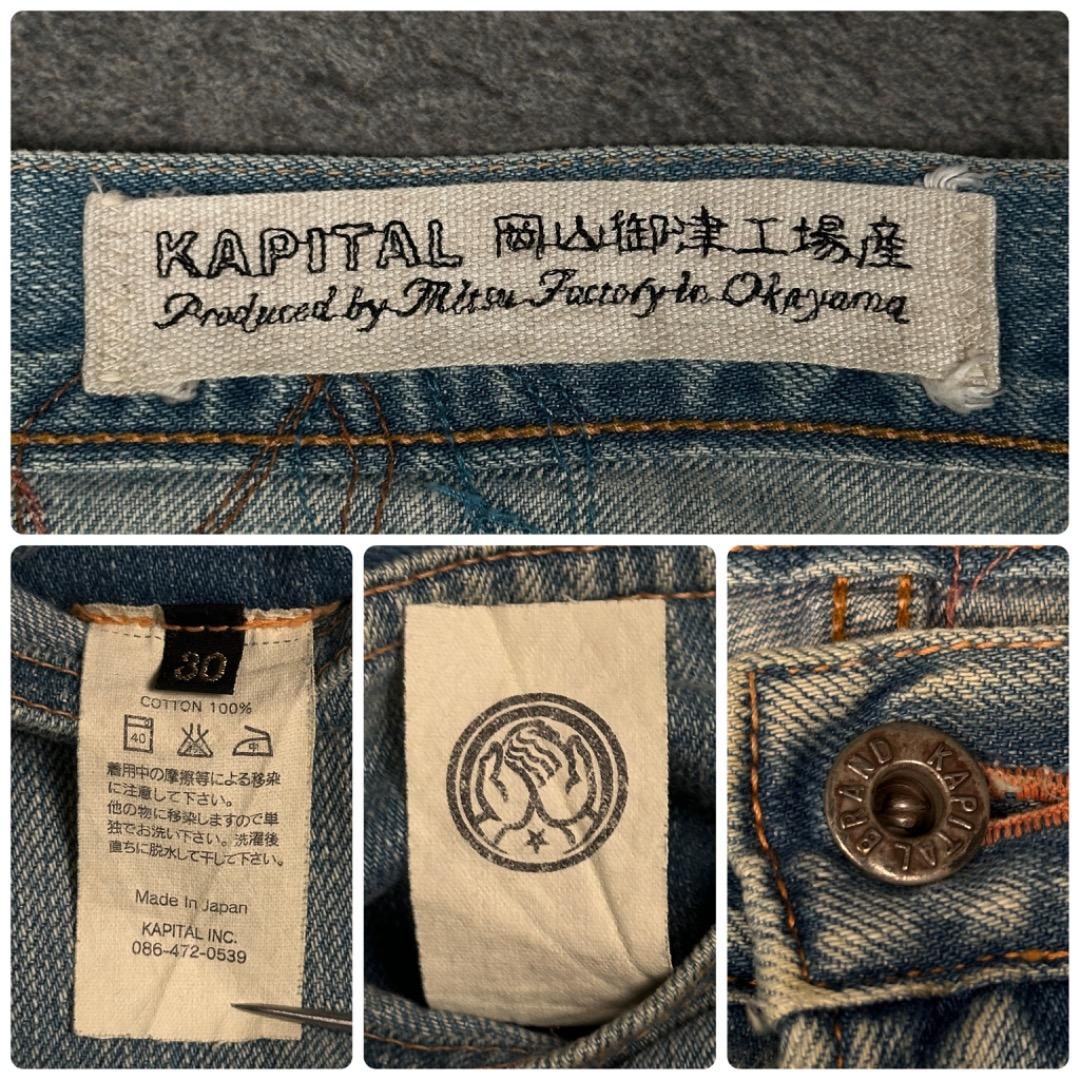 KAPITAL 岡山御津工場産
Produced by Mitsu Factory in Okayama
30
COTTON 100%
40
中
着用中の摩擦等による移染
に注意して下さい。
他の物に移染しますので単
独でお洗い下さい。洗濯後
直ちに脱水して干して下さい。
Made In Japan
KAPITAL INC.
086-472-0539
KAPITAL BRAND